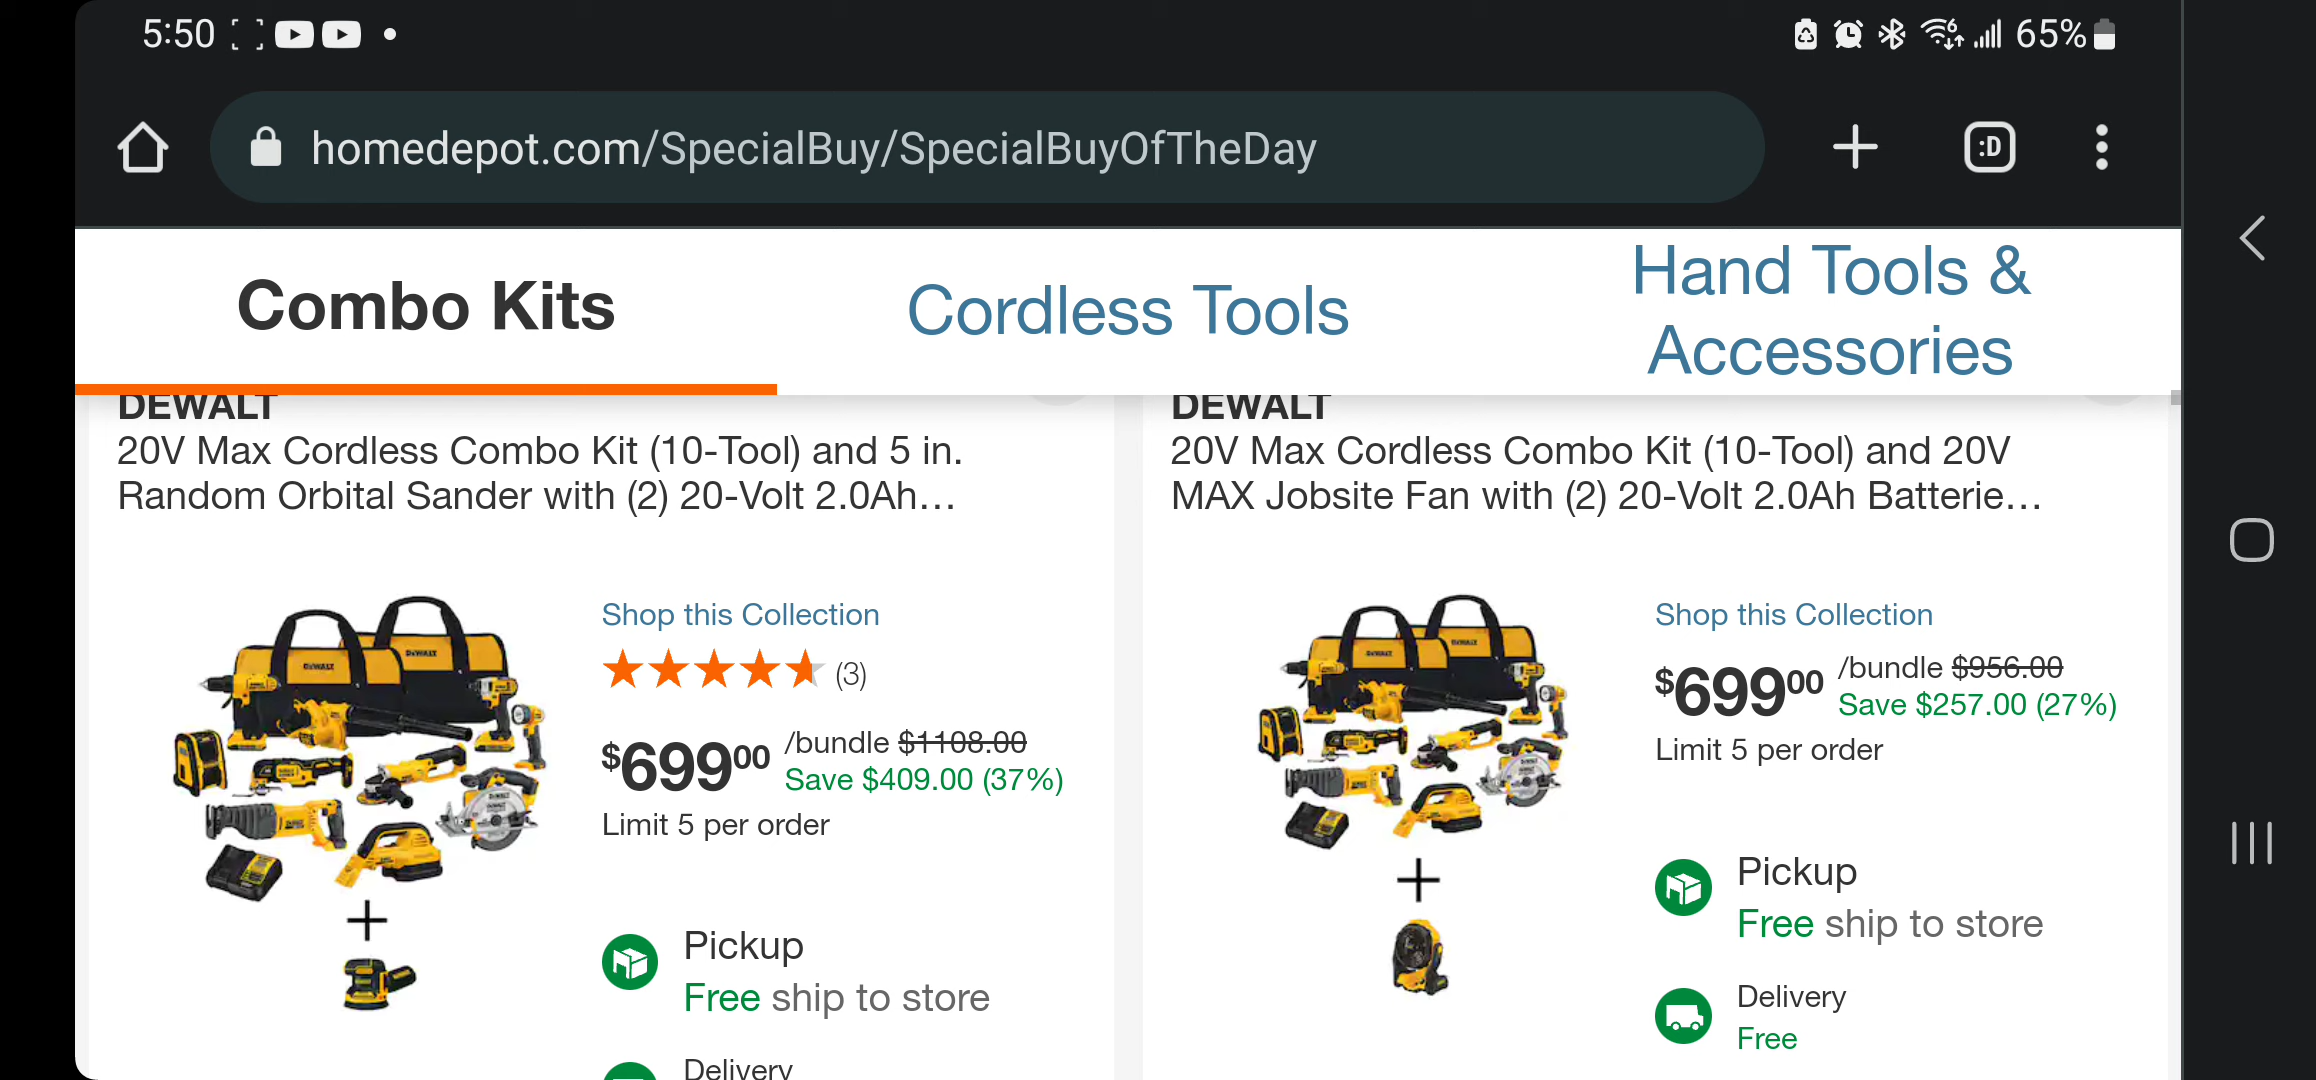 5:50
65%
homedepot.com/SpecialBuy/SpecialBuyOfTheDay
:D
Combo Kits
Cordless Tools
Hand Tools &
Accessories
DEWALT
20V Max Cordless Combo Kit (10-Tool) and 5 in.
Random Orbital Sander with (2) 20-Volt 2.0Ah...
DEWALT
DEWALT
Shop this Collection
(3)
$69900 /bundle $1108.00
Save $409.00 (37%)
Limit 5 per order
Pickup
Free ship to store
Delivery
DEWALT
20V Max Cordless Combo Kit (10-Tool) and 20V
MAX Jobsite Fan with (2) 20-Volt 2.0Ah Batterie...
DEWALT
DEWALT
Shop this Collection
$69900 /bundle $956.00
Save $257.00 (27%)
Limit 5 per order
Pickup
Free ship to store
Delivery
Free